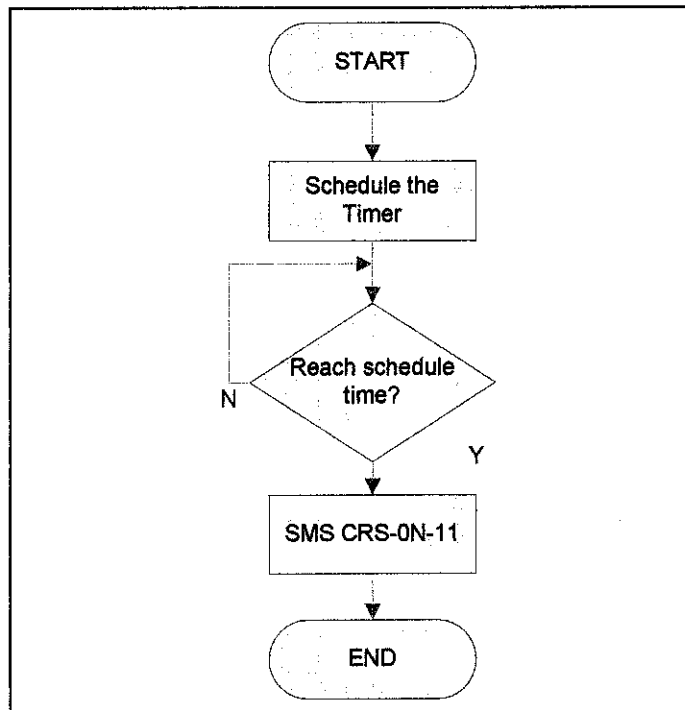 START
Schedule the
Timer
Reach schedule
time?
N
Y
SMS CRS-0N-11
END